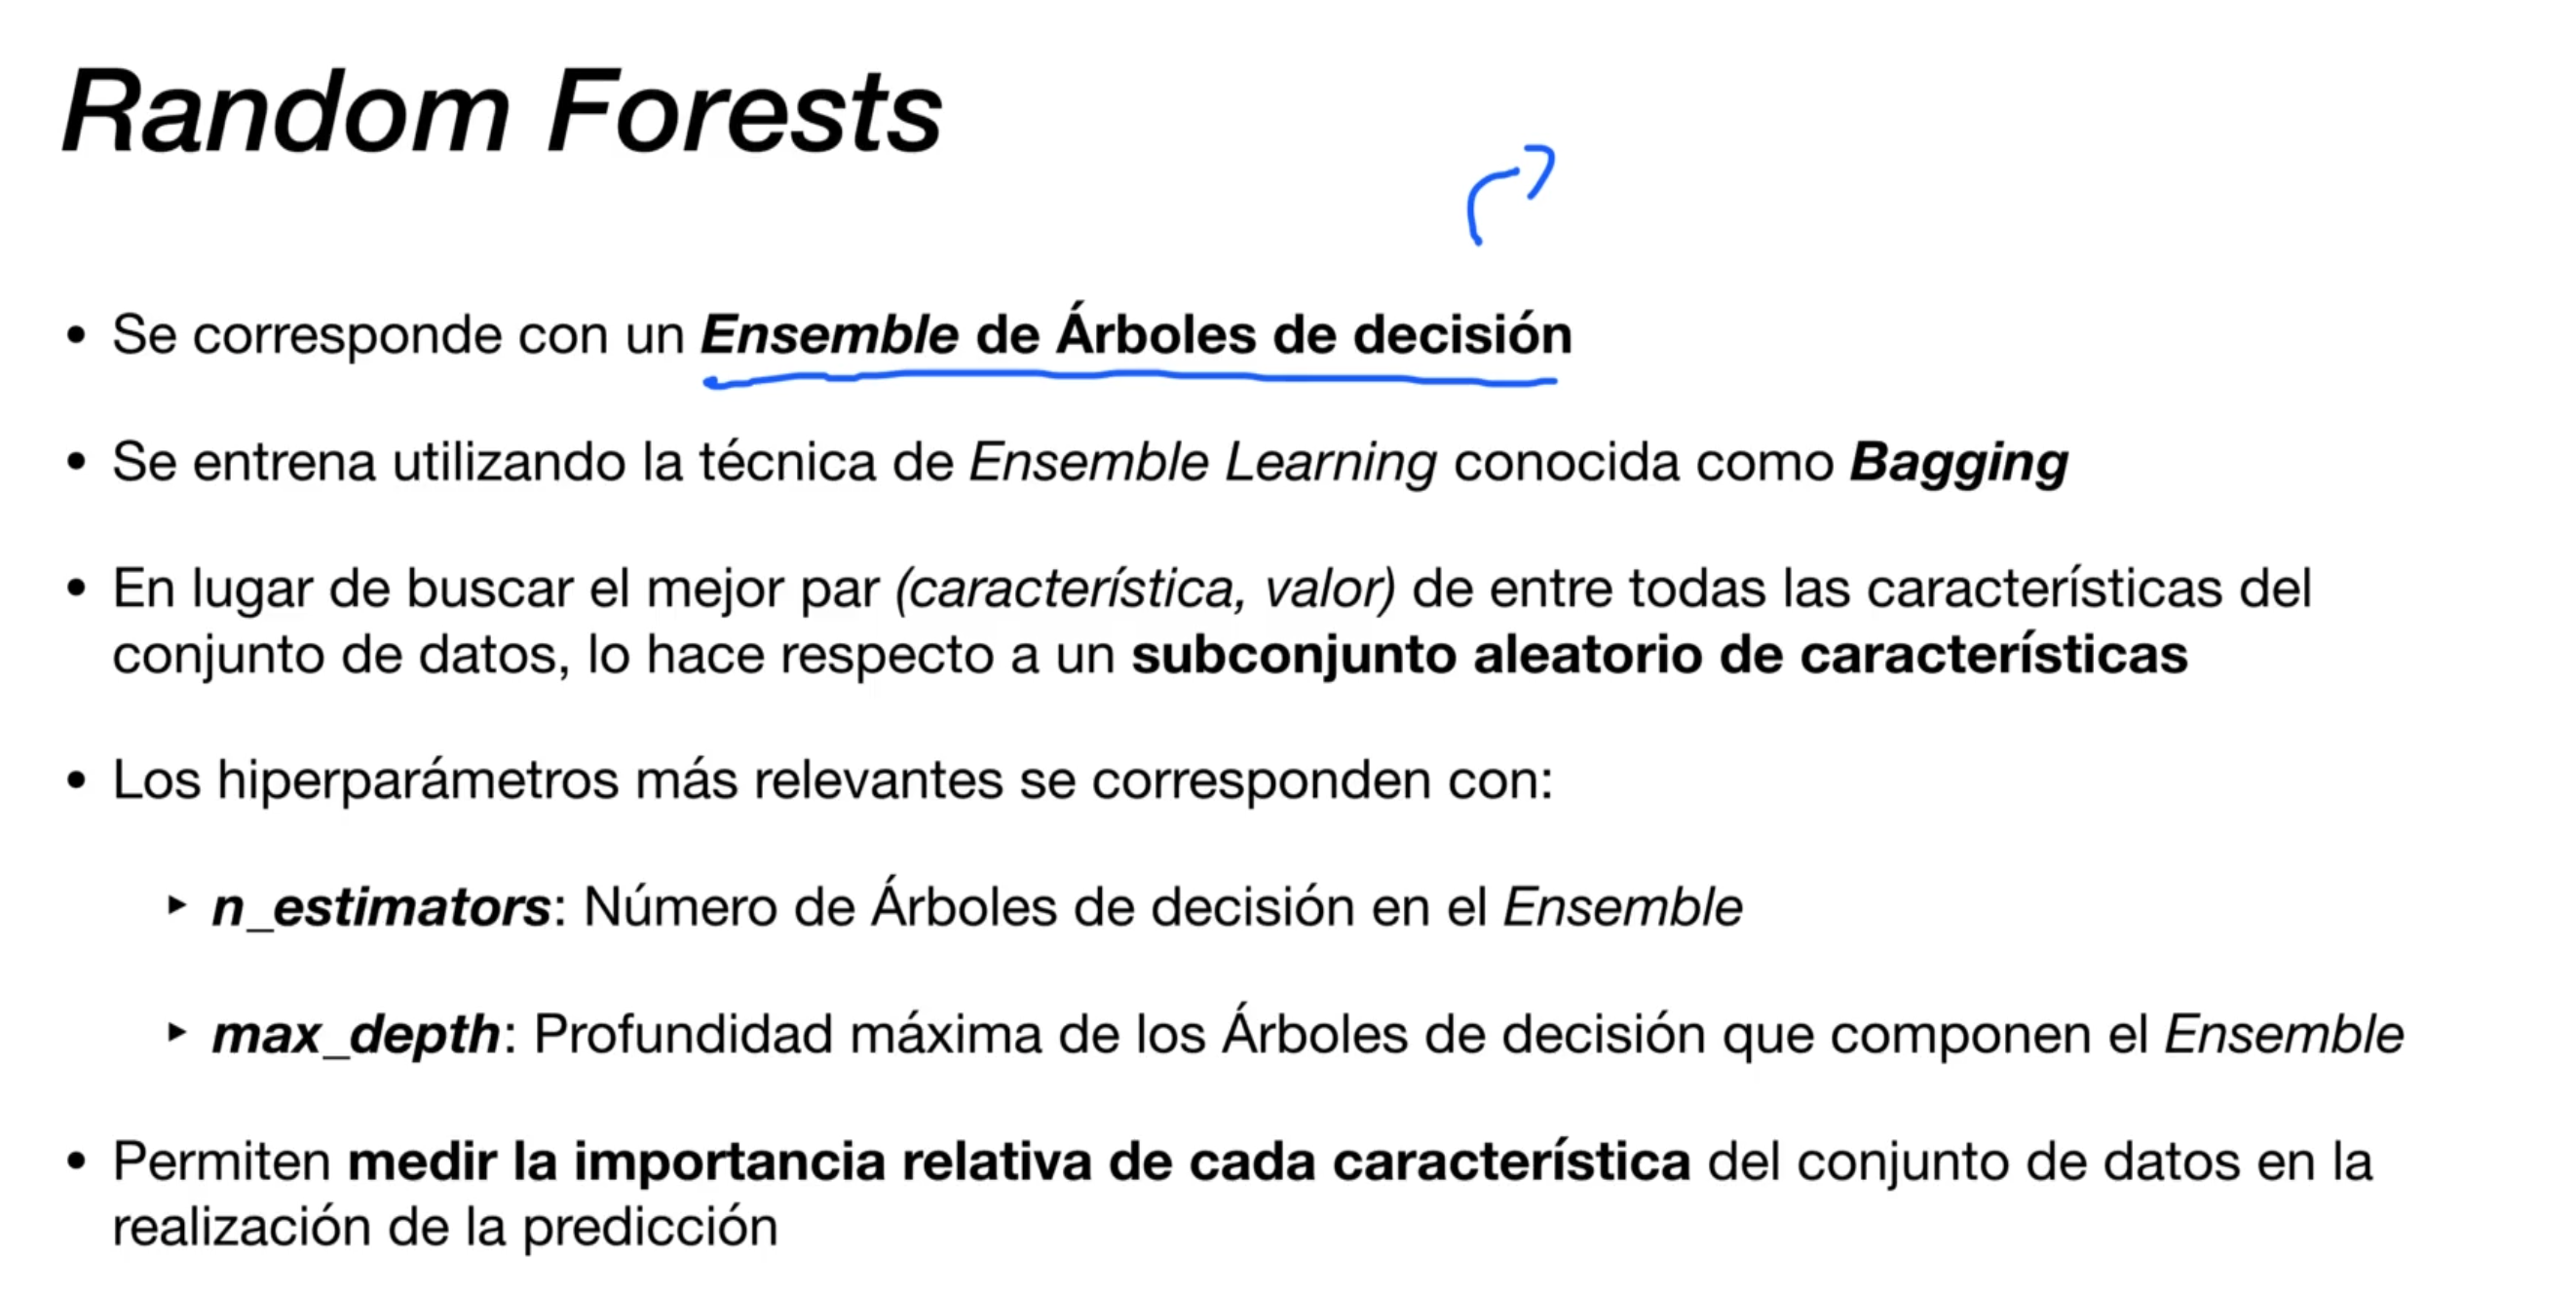 Random Forests
• Se corresponde con un Ensemble de Árboles de decisión
• Se entrena utilizando la técnica de Ensemble Learning conocida como Bagging
• En lugar de buscar el mejor par (característica, valor) de entre todas las características del
conjunto de datos, lo hace respecto a un subconjunto aleatorio de características
• Los hiperparámetros más relevantes se corresponden con:
▸ n_estimators: Número de Árboles de decisión en el Ensemble
▸ max_depth: Profundidad máxima de los Árboles de decisión que componen el Ensemble
• Permiten medir la importancia relativa de cada característica del conjunto de datos en la
realización de la predicción